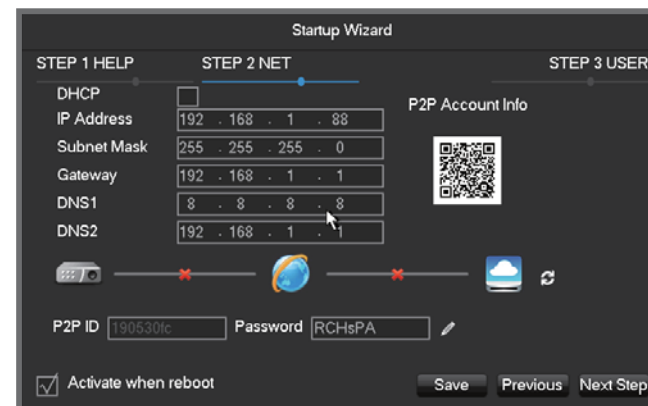 Startup Wizard
STEP 1 HELP STEP 2 NET STEP 3 USER
DHCP
P2P Account Info
IP Address 192 . 168 . 1 . 88
Subnet Mask 255 . 255 . 255 . 0
Gateway 192 . 168 . 1 . 1
DNS1 8 . 8 . 8 . 8
DNS2 192 . 168 . 1 . 1
P2P ID 190530fc Password RCHsPA
Activate when reboot Save Previous Next Step